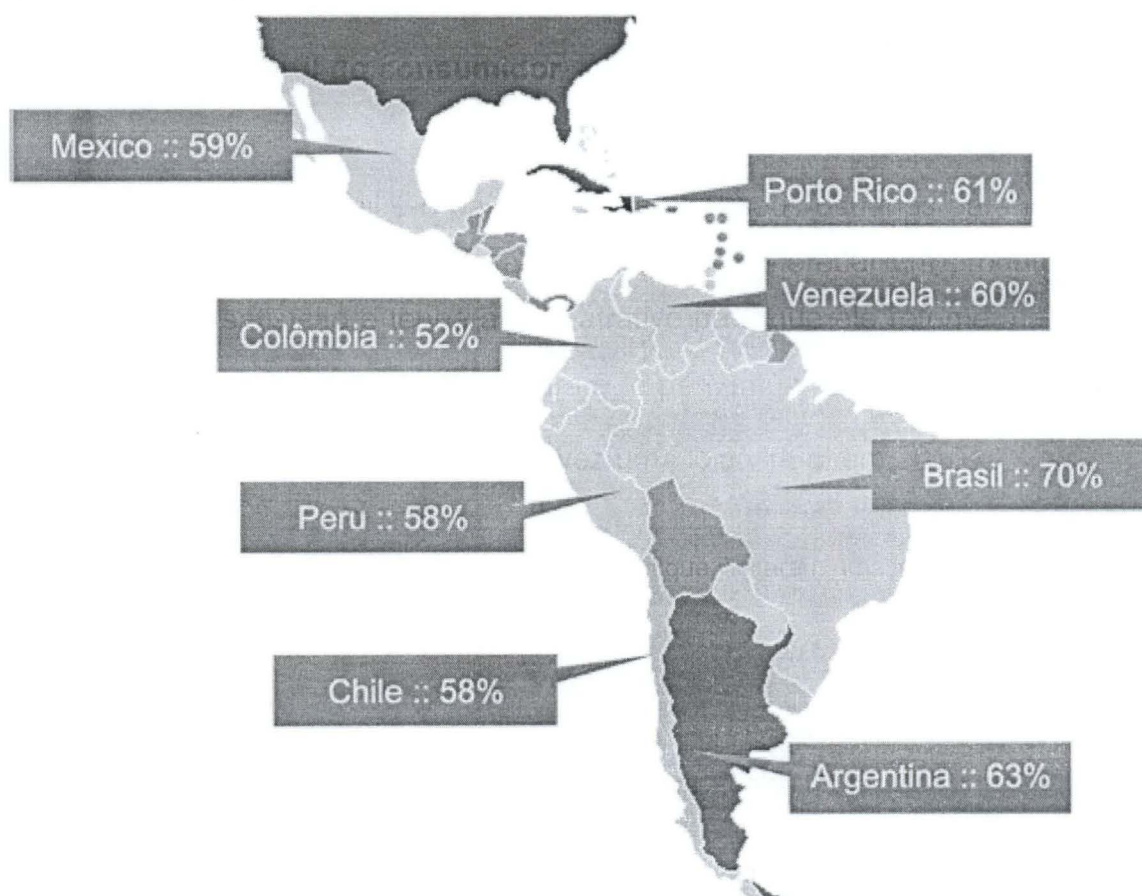 Mexico :: 59%
Porto Rico :: 61%
Venezuela :: 60%
Colômbia :: 52%
Brasil :: 70%
Peru :: 58%
Chile :: 58%
Argentina :: 63%